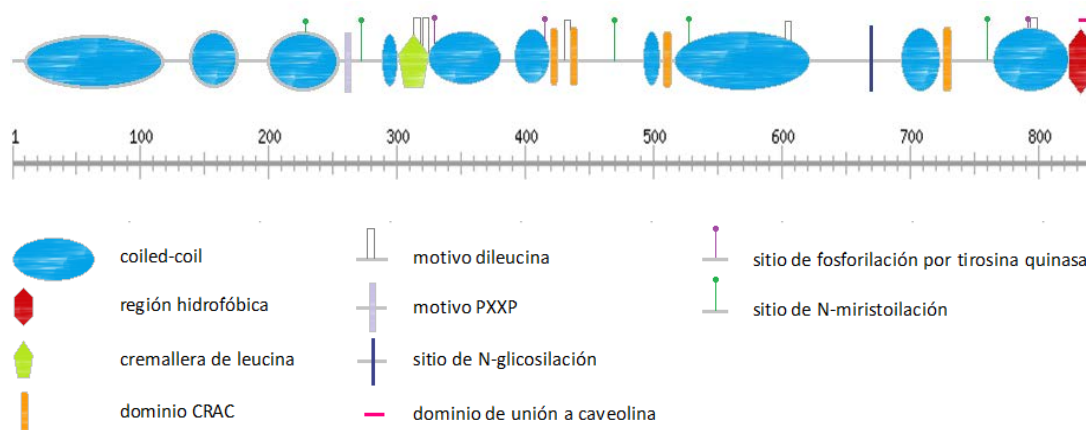 1 100 200 300 400 500 600 700 800
coiled-coil
región hidrofóbica
cremallera de leucina
dominio CRAC
motivo dileucina
motivo PXXP
sitio de N-glicosilación
dominio de unión a caveolina
sitio de fosforilación por tirosina quinasa
sitio de N-miristoilación